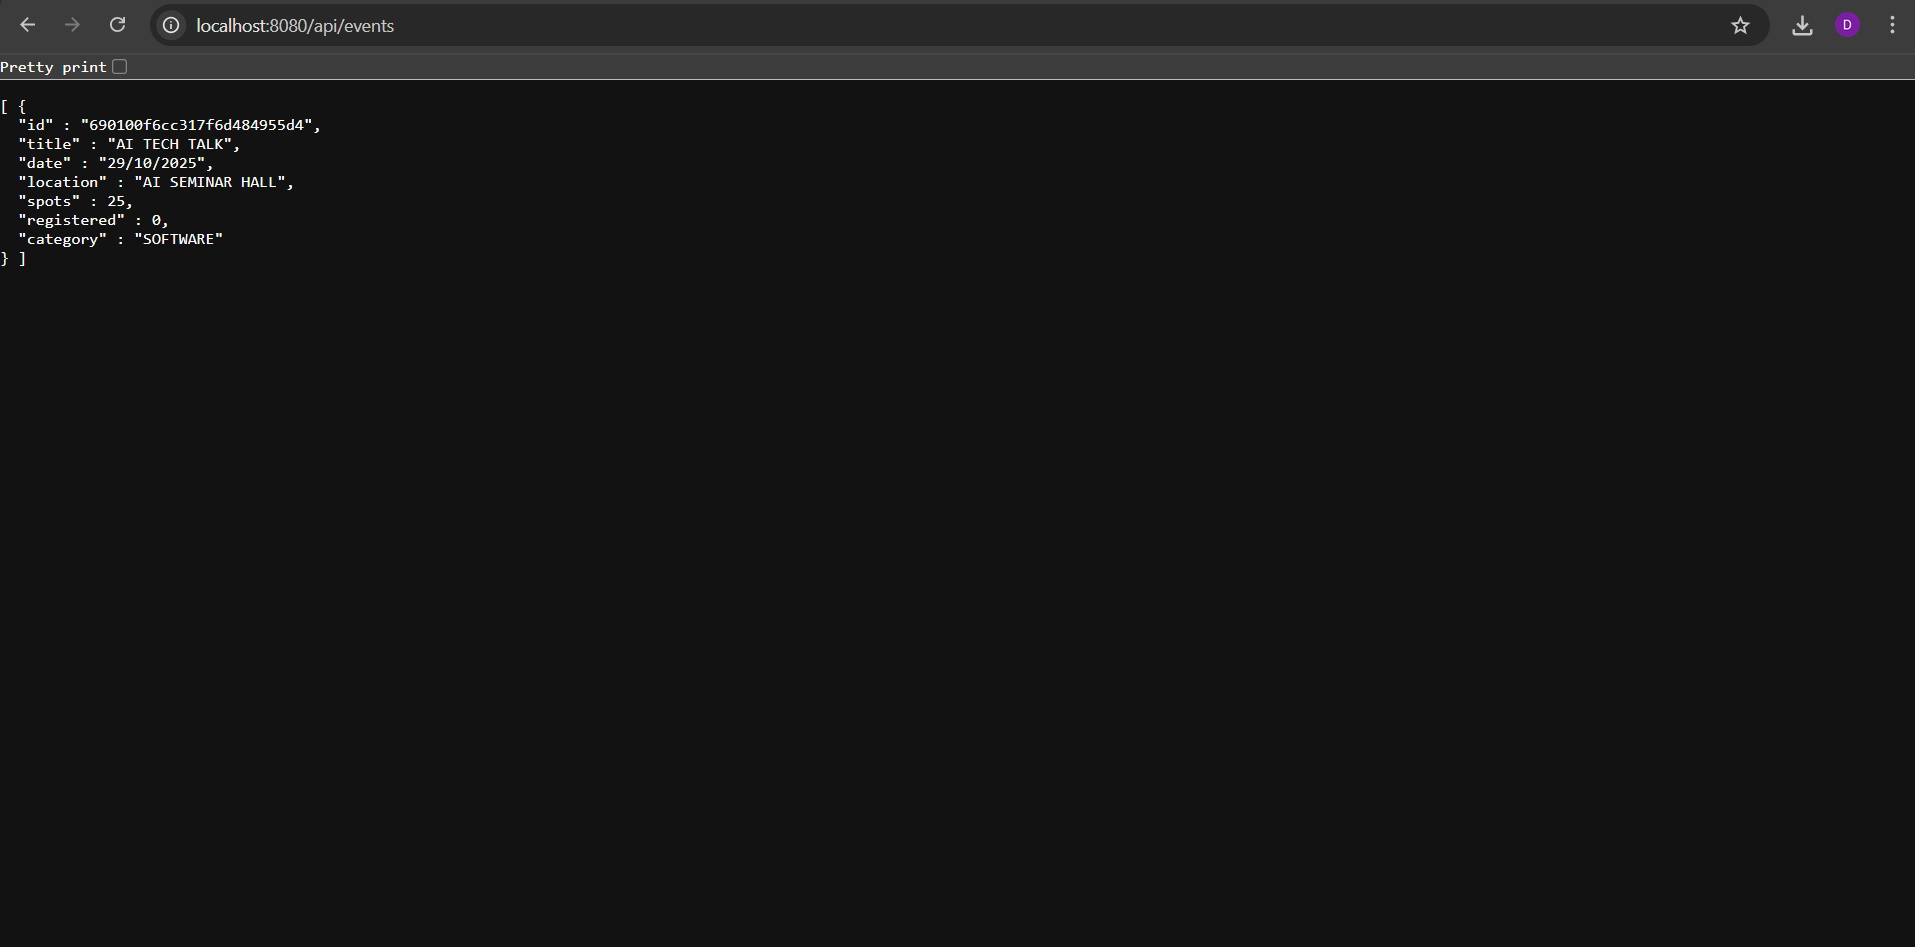 localhost:8080/api/events
D
Pretty print
[ {
  "id" : "690100f6cc317f6d484955d4",
  "title" : "AI TECH TALK",
  "date" : "29/10/2025",
  "location" : "AI SEMINAR HALL",
  "spots" : 25,
  "registered" : 0,
  "category" : "SOFTWARE"
} ]